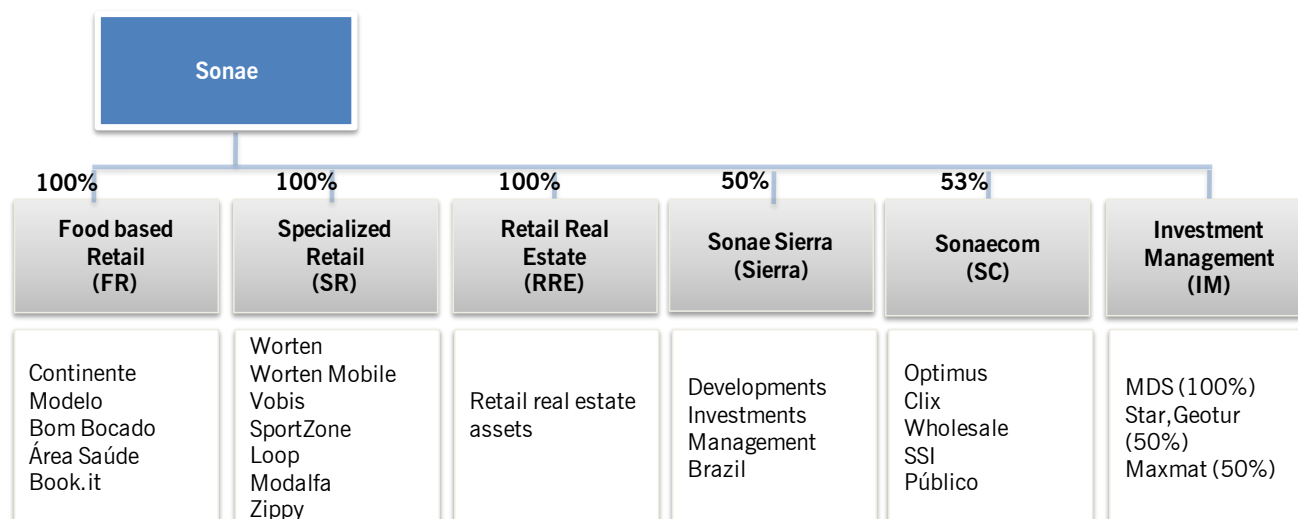 Sonae
100%
100%
100%
50%
53%
Food based
Retail
(FR)
Specialized
Retail
(SR)
Retail Real
Estate
(RRE)
Sonae Sierra
(Sierra)
Sonaecom
(SC)
Investment
Management
(IM)
Continente
Modelo
Bom Bocado
Área Saúde
Book.it
Worten
Worten Mobile
Vobis
SportZone
Loop
Modalfa
Zippy
Retail real estate
assets
Developments
Investments
Management
Brazil
Optimus
Clix
Wholesale
SSI
Público
MDS (100%)
Star,Geotur
(50%)
Maxmat (50%)